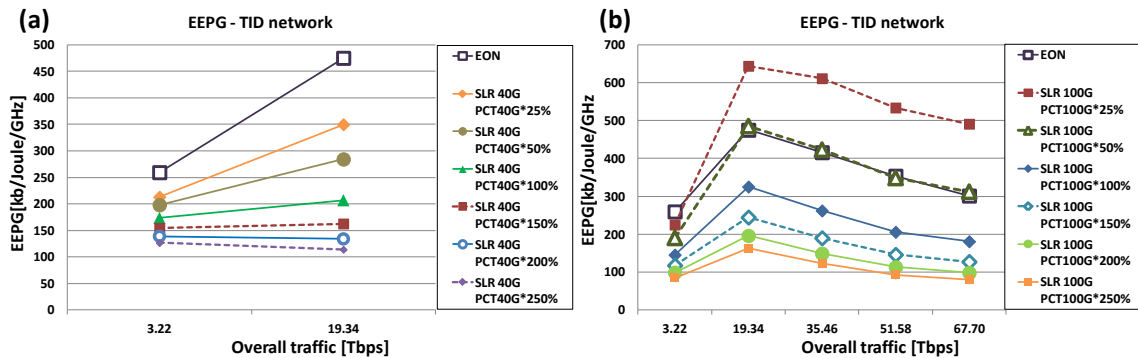 (a)
EEPG - TID network
EEPG[kb/Joule/GHz]
500
450
400
350
300
250
200
150
100
50
0
3.22
19.34
Overall traffic [Tbps]
EON
SLR 40G
PCT40G*25%
SLR 40G
PCT40G*50%
SLR 40G
PCT40G*100%
SLR 40G
PCT40G*150%
SLR 40G
PCT40G*200%
SLR 40G
PCT40G*250%
(b)
EEPG - TID network
EEPG[kb/Joule/GHz]
700
600
500
400
300
200
100
0
3.22
19.34
35.46
51.58
67.70
Overall traffic [Tbps]
EON
SLR 100G
PCT100G*25%
SLR 100G
PCT100G*50%
SLR 100G
PCT100G*100%
SLR 100G
PCT100G*150%
SLR 100G
PCT100G*200%
SLR 100G
PCT100G*250%